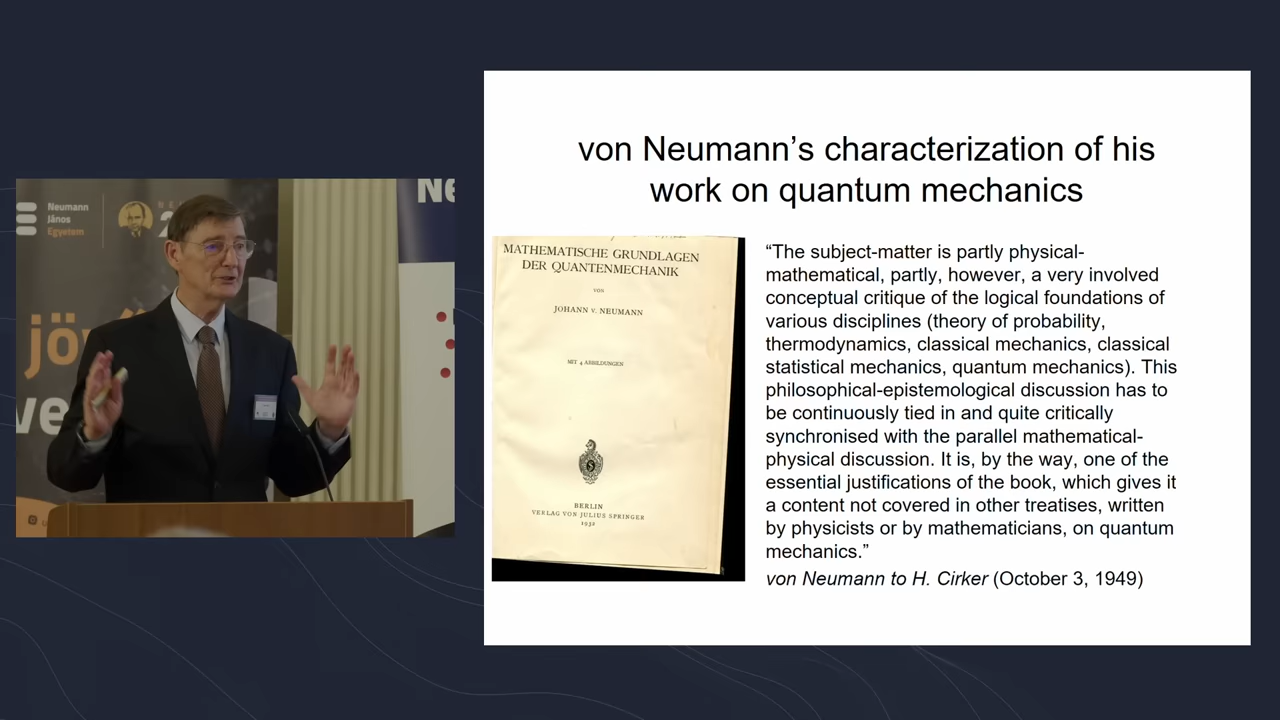 Neumann
János
Egyetem
Ne
jö
ve
von Neumann’s characterization of his
work on quantum mechanics
MATHEMATISCHE GRUNDLAGEN
DER QUANTENMECHANIK
VON
JOHANN V. NEUMANN
MIT 4 ABBILDUNGEN
BERLIN
VERLAG VON JULIUS SPRINGER
1932
“The subject-matter is partly physical-
mathematical, partly, however, a very involved
conceptual critique of the logical foundations of
various disciplines (theory of probability,
thermodynamics, classical mechanics, classical
statistical mechanics, quantum mechanics). This
philosophical-epistemological discussion has to
be continuously tied in and quite critically
synchronised with the parallel mathematical-
physical discussion. It is, by the way, one of the
essential justifications of the book, which gives it
a content not covered in other treatises, written
by physicists or by mathematicians, on quantum
mechanics.”
von Neumann to H. Cirker (October 3, 1949)